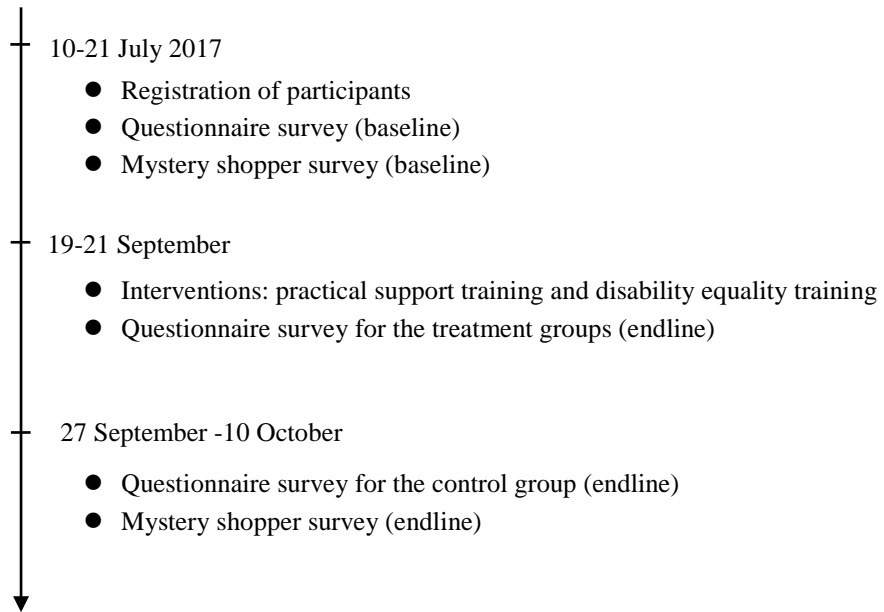 10-21 July 2017
● Registration of participants
● Questionnaire survey (baseline)
● Mystery shopper survey (baseline)
19-21 September
● Interventions: practical support training and disability equality training
● Questionnaire survey for the treatment groups (endline)
27 September -10 October
● Questionnaire survey for the control group (endline)
● Mystery shopper survey (endline)